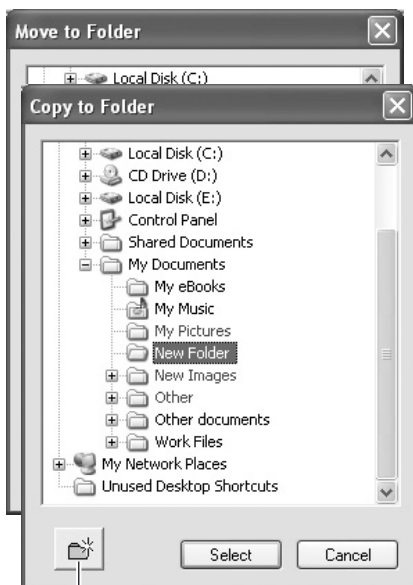 Move to Folder
Local Disk (C:)
Copy to Folder
Local Disk (C:)
CD Drive (D:)
Local Disk (E:)
Control Panel
Shared Documents
My Documents
My eBooks
My Music
My Pictures
New Folder
New Images
Other
Other documents
Work Files
My Network Places
Unused Desktop Shortcuts
Select Cancel